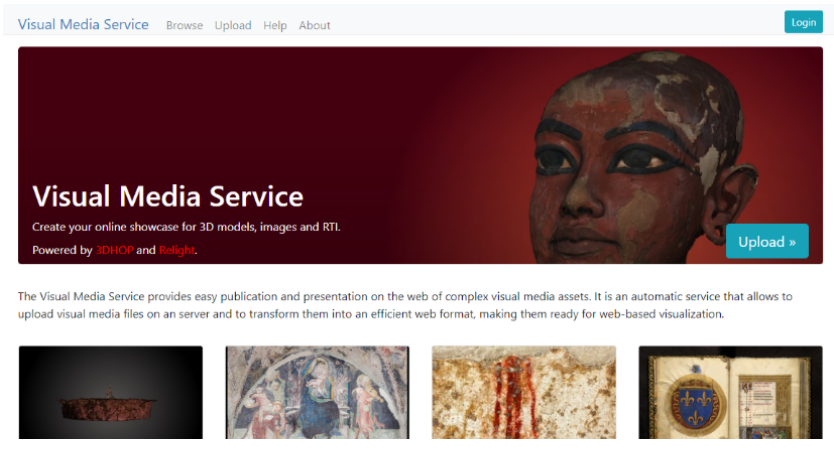 Visual Media Service Browse Upload Help About Login
Visual Media Service
Create your online showcase for 3D models, images and RTI.
Powered by 3DHOP and Relight.
Upload »
The Visual Media Service provides easy publication and presentation on the web of complex visual media assets. It is an automatic service that allows to
upload visual media files on an server and to transform them into an efficient web format, making them ready for web-based visualization.